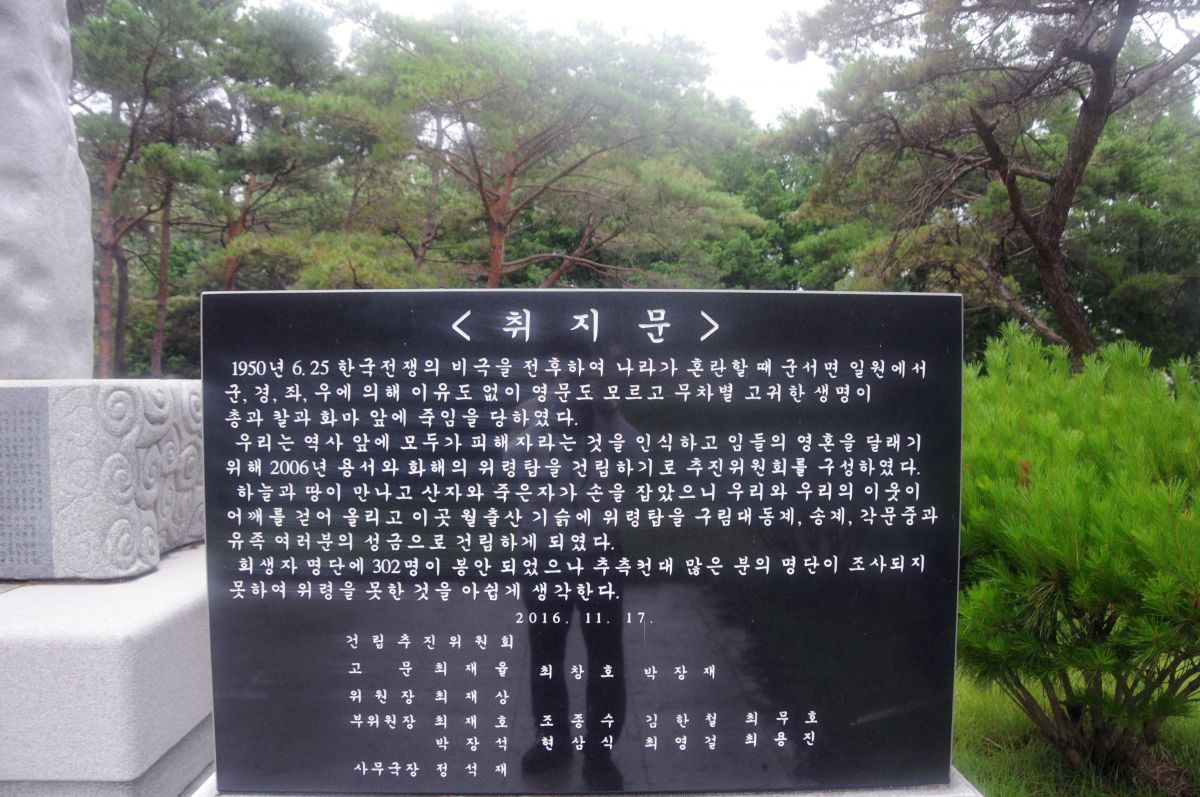 <취지문>
1950년 6.25 한국전쟁의 비극을 전후하여 나라가 혼란할 때 군서면 일원에서
군, 경, 좌, 우에 의해 이유도 없이 영문도 모르고 무차별 고귀한 생명이
총과 칼과 화마 앞에 죽임을 당하였다.
우리는 역사 앞에 모두가 피해자라는 것을 인식하고 임들의 영혼을 달래기
위해 2006년 용서와 화해의 위령탑을 건립하기로 추진위원회를 구성하였다.
하늘과 땅이 만나고 산자와 죽은자가 손을 잡았으니 우리와 우리의 이웃이
어깨를 걷어 올리고 이곳 월출산 기슭에 위령탑을 구림대동계, 송계, 각문중과
유족 여러분의 성금으로 건립하게 되였다.
희생자 명단에 302명이 봉안 되었으나 추측컨대 많은 분의 명단이 조사되지
못하여 위령을 못한 것을 아쉽게 생각한다.
2016. 11. 17.
건립추진위원회
고 문 최재율 최창호 박장재
위원장 최재상
부위원장 최재호 조종수 김한철 최무호
박장석 현삼식 최영걸 최용진
사무국장 정석재